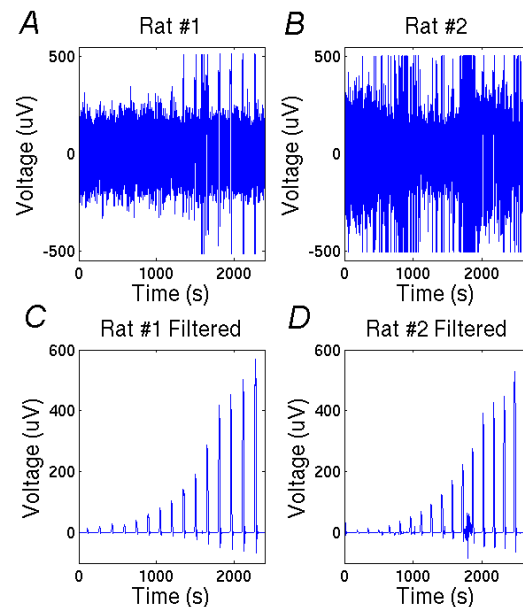 A Rat #1
B Rat #2
Voltage (uV)
500
0
-500
0 1000 2000
Time (s)
Voltage (uV)
500
0
-500
0 1000 2000
Time (s)
C Rat #1 Filtered
D Rat #2 Filtered
Voltage (uV)
600
400
200
0
0 1000 2000
Time (s)
Voltage (uV)
600
400
200
0
0 1000 2000
Time (s)